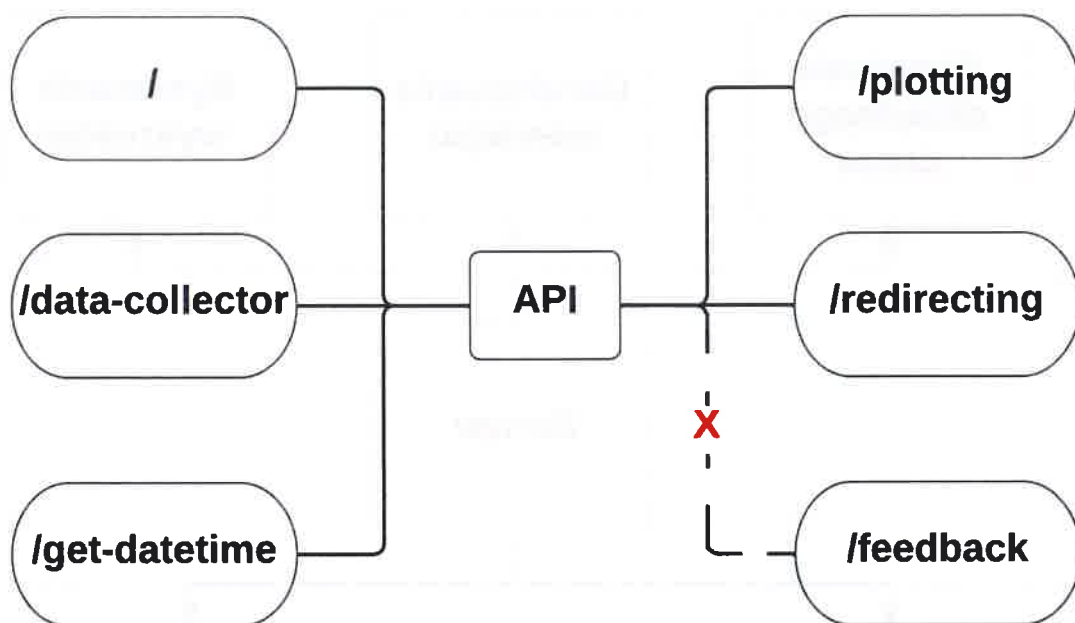 /
/plotting
/data-collector
API
/redirecting
X
/get-datetime
/feedback